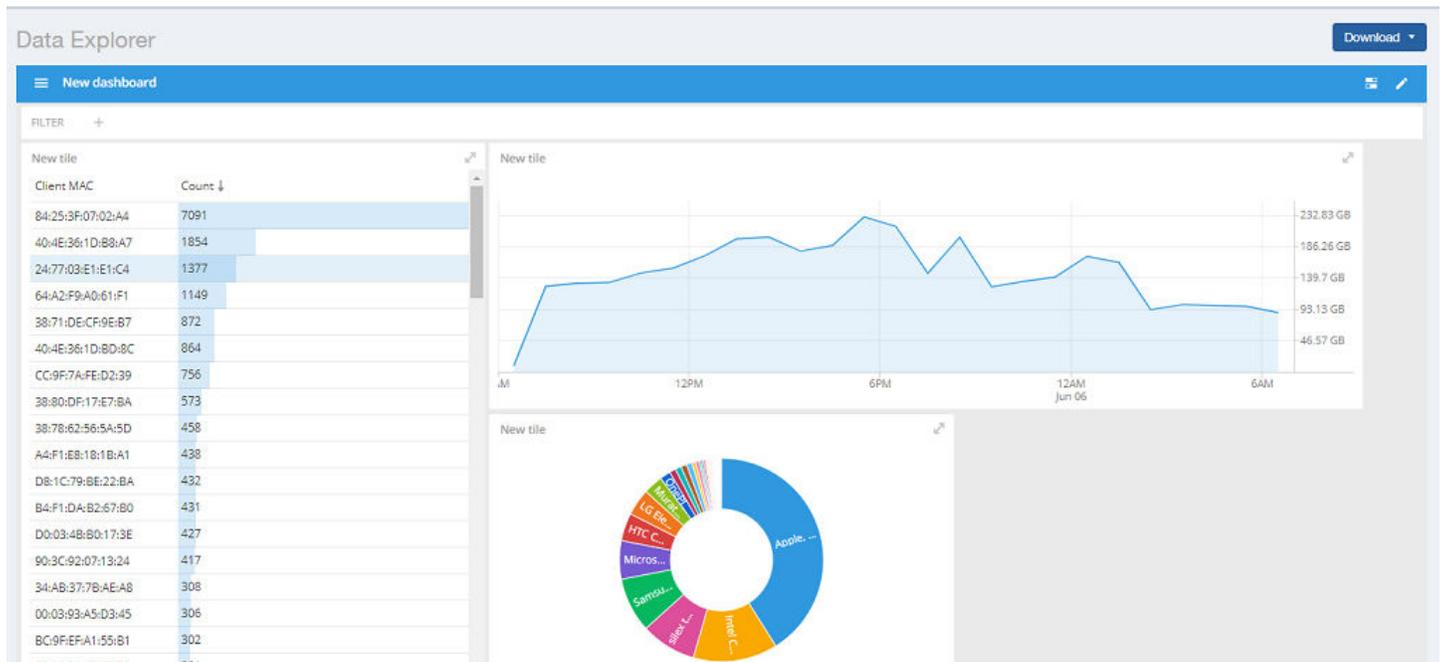 Data Explorer
Download
New dashboard
FILTER +
New tile
Client MAC Count ↓
84:25:3F:07:02:A4 7091
40:4E:36:1D:B8:A7 1854
24:77:03:E1:E1:C4 1377
64:A2:F9:A0:61:F1 1149
38:71:DE:CF:9E:B7 872
40:4E:36:1D:BD:8C 864
CC:9F:7A:FE:D2:39 756
38:80:DF:17:E7:BA 573
38:78:62:56:5A:5D 458
A4:F1:E8:18:1B:A1 438
D8:1C:79:BE:22:BA 432
B4:F1:DA:B2:67:B0 431
D0:03:4B:B0:17:3E 427
90:3C:92:07:13:24 417
34:AB:37:7B:AE:A8 308
00:03:93:A5:D3:45 306
BC:9F:EF:A1:55:B1 302
New tile
232.83 GB
186.26 GB
139.7 GB
93.13 GB
46.57 GB
AM 12PM 6PM 12AM 6AM
Jun 06
New tile
Apple, ...
Intel C...
silex t...
Samsu...
Micros...
HTC C...
LG Ele...
Murat...